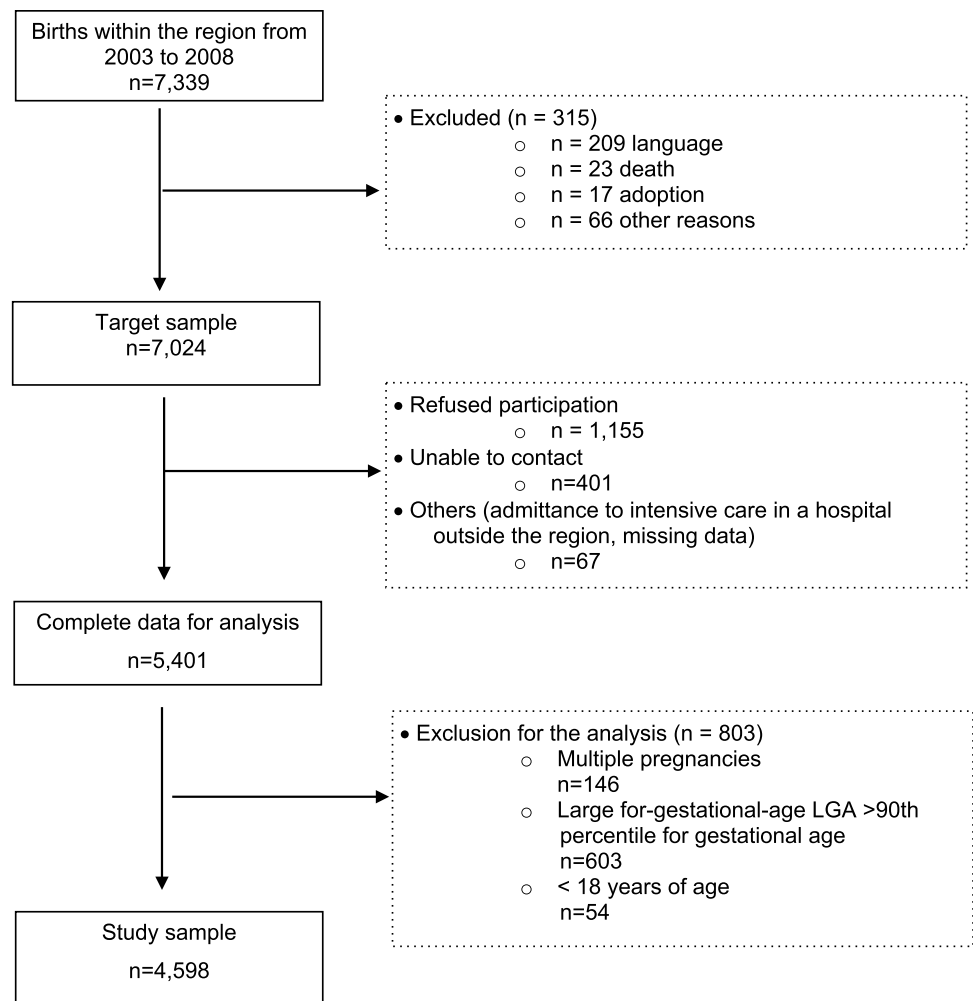 Births within the region from
2003 to 2008
n=7,339
• Excluded (n = 315)
o n = 209 language
o n = 23 death
o n = 17 adoption
o n = 66 other reasons
Target sample
n=7,024
• Refused participation
o n = 1,155
• Unable to contact
o n=401
• Others (admittance to intensive care in a hospital
outside the region, missing data)
o n=67
Complete data for analysis
n=5,401
• Exclusion for the analysis (n = 803)
o Multiple pregnancies
n=146
o Large for-gestational-age LGA >90th
percentile for gestational age
n=603
o < 18 years of age
n=54
Study sample
n=4,598